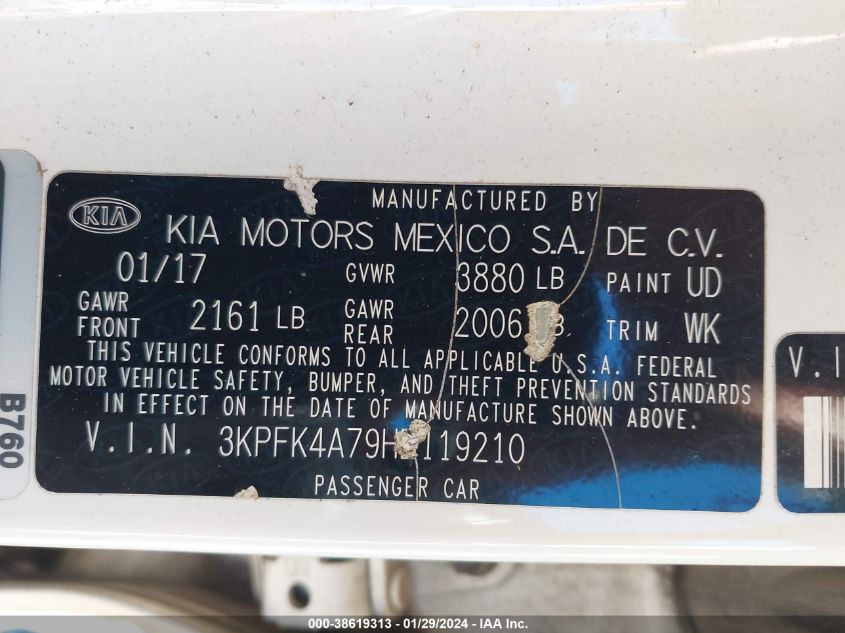 MANUFACTURED BY
KIA KIA MOTORS MEXICO S.A. DE C.V.
01/17 GVWR 3880 LB PAINT UD
GAWR FRONT 2161 LB GAWR REAR 2006 TRIM WK
THIS VEHICLE CONFORMS TO ALL APPLICABLE U.S.A. FEDERAL
MOTOR VEHICLE SAFETY, BUMPER, AND THEFT PREVENTION STANDARDS
IN EFFECT ON THE DATE OF MANUFACTURE SHOWN ABOVE.
V.I.N.
PASSENGER CAR
B760
V.I
000-38619313 - 01/29/2024 - IAA Inc.